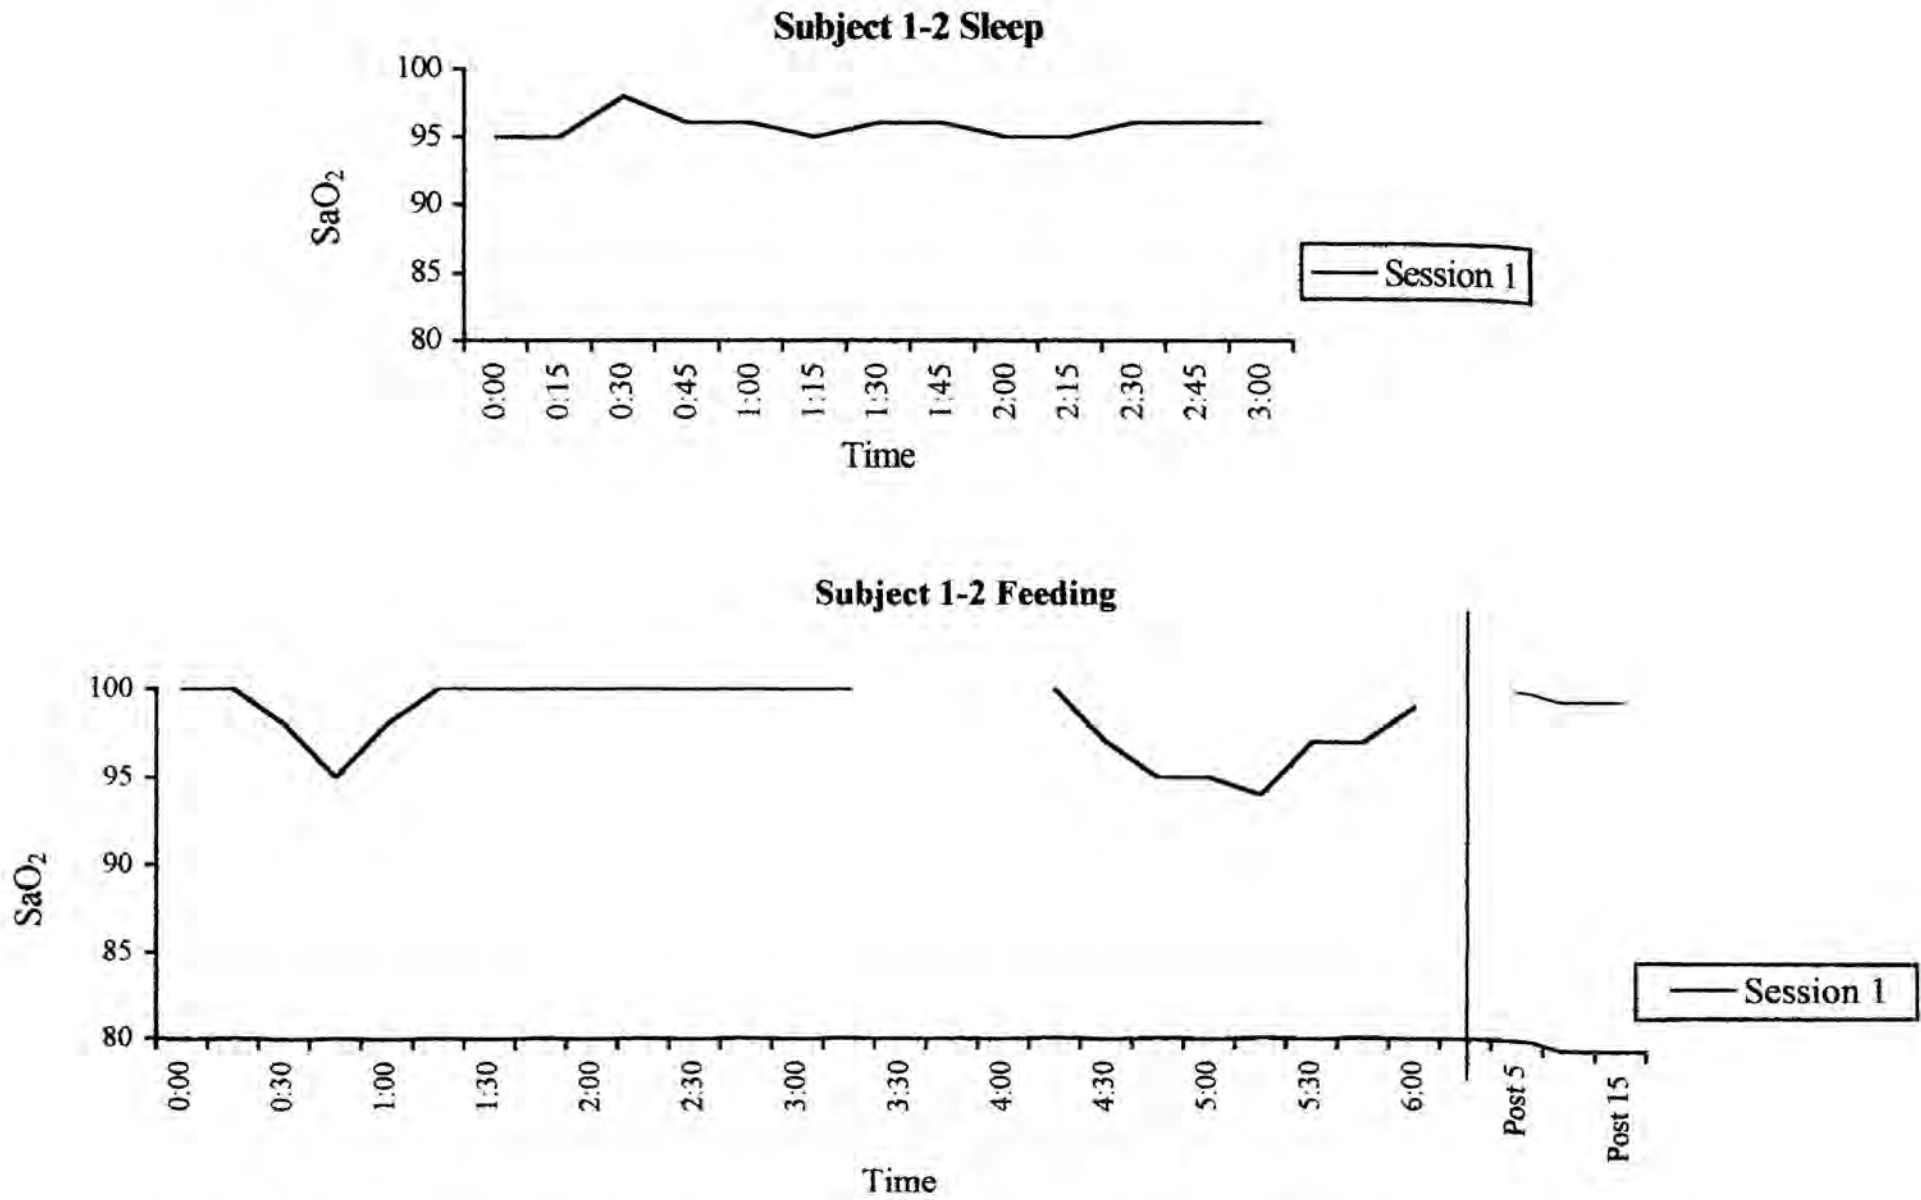 Subject 1-2 Sleep
100
95
90
85
80
SaO₂
0:00 0:15 0:30 0:45 1:00 1:15 1:30 1:45 2:00 2:15 2:30 2:45 3:00
Time
Session 1
Subject 1-2 Feeding
100
95
90
85
80
SaO₂
0:00 0:30 1:00 1:30 2:00 2:30 3:00 3:30 4:00 4:30 5:00 5:30 6:00 Post 5 Post 15
Time
Session 1